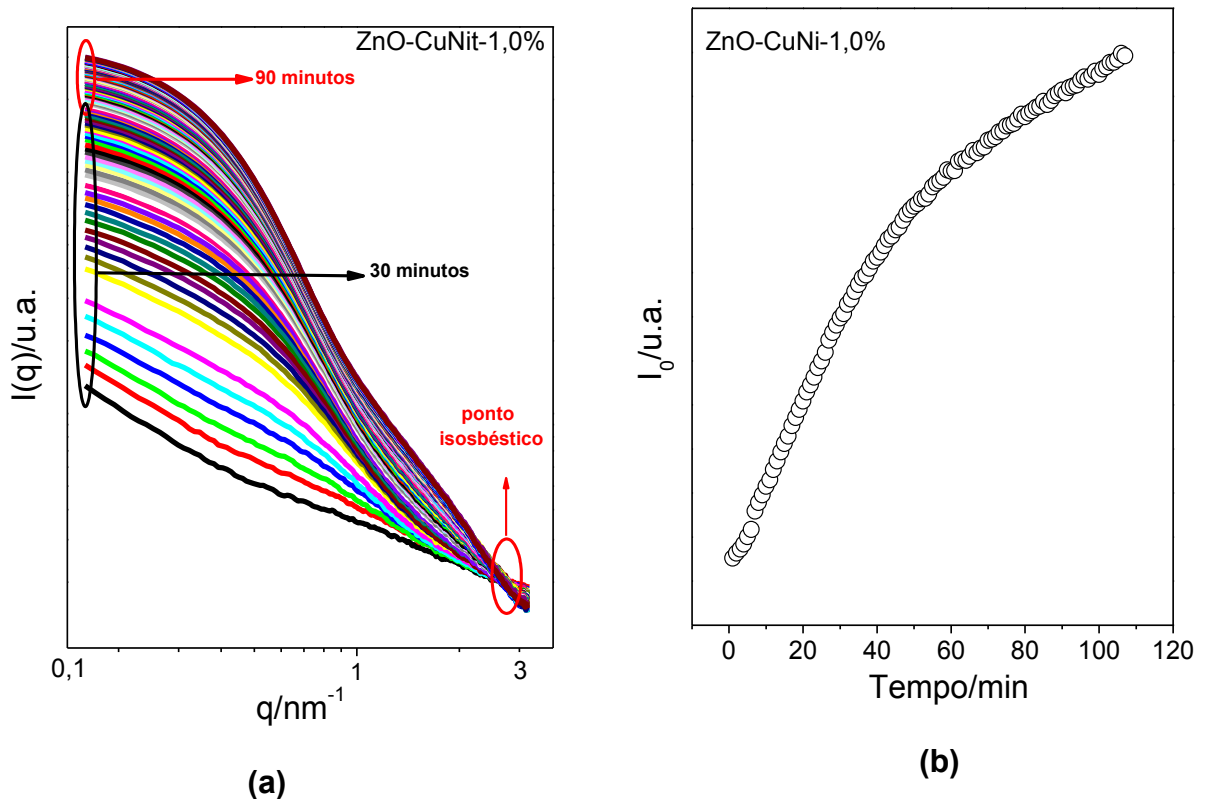 ZnO-CuNit-1,0%
90 minutos
30 minutos
ponto
isosbéstico
I(q)/u.a.
0,1
1
3
q/nm⁻¹
(a)
ZnO-CuNi-1,0%
I₀/u.a.
0 20 40 60 80 100 120
Tempo/min
(b)